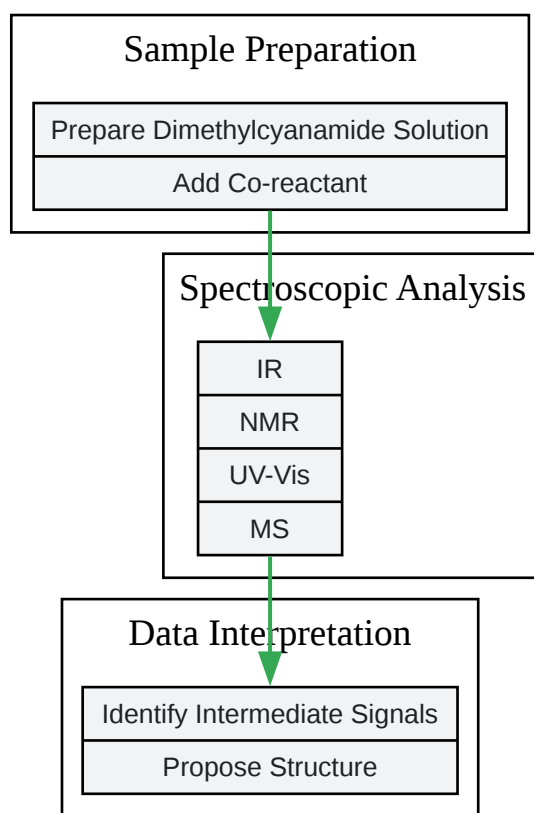 Sample Preparation
Prepare Dimethylcyanamide Solution
Add Co-reactant
Spectroscopic Analysis
IR
NMR
UV-Vis
MS
Data Interpretation
Identify Intermediate Signals
Propose Structure